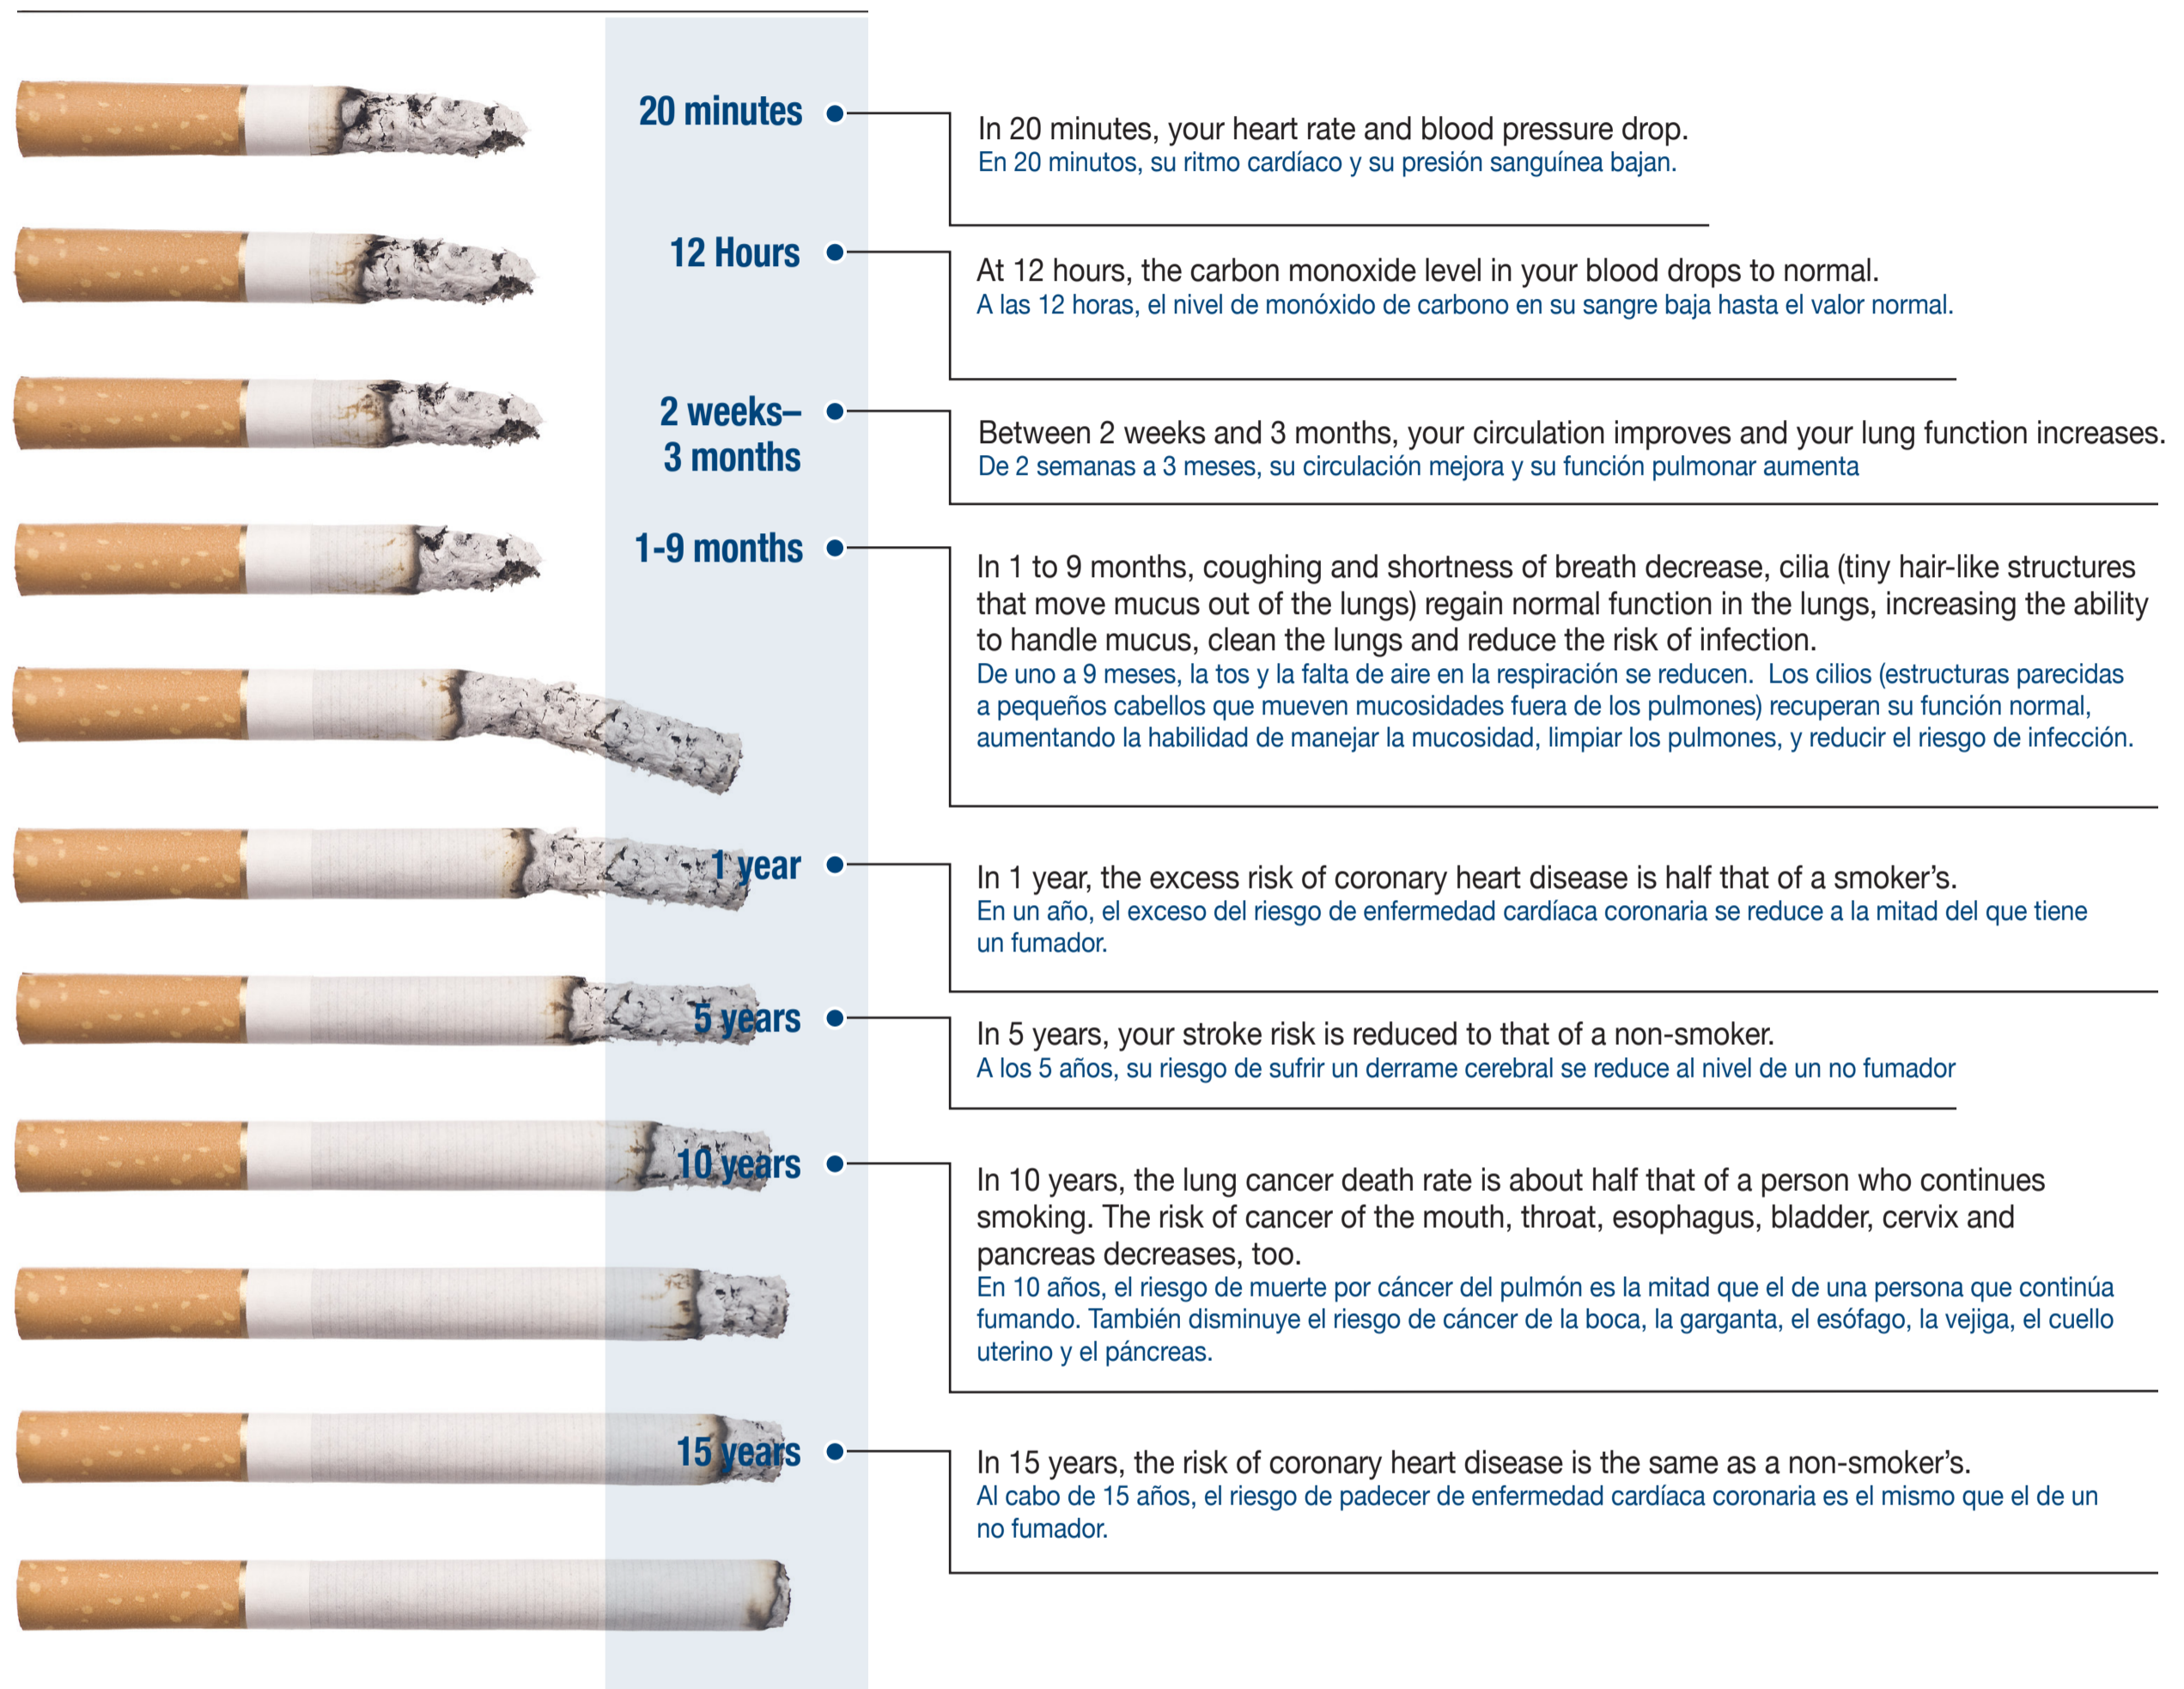 20 minutes
In 20 minutes, your heart rate and blood pressure drop.
En 20 minutos, su ritmo cardíaco y su presión sanguínea bajan.
12 Hours
At 12 hours, the carbon monoxide level in your blood drops to normal.
A las 12 horas, el nivel de monóxido de carbono en su sangre baja hasta el valor normal.
2 weeks–
3 months
Between 2 weeks and 3 months, your circulation improves and your lung function increases.
De 2 semanas a 3 meses, su circulación mejora y su función pulmonar aumenta
1-9 months
In 1 to 9 months, coughing and shortness of breath decrease, cilia (tiny hair-like structures
that move mucus out of the lungs) regain normal function in the lungs, increasing the ability
to handle mucus, clean the lungs and reduce the risk of infection.
De uno a 9 meses, la tos y la falta de aire en la respiración se reducen.  Los cilios (estructuras parecidas
a pequeños cabellos que mueven mucosidades fuera de los pulmones) recuperan su función normal,
aumentando la habilidad de manejar la mucosidad, limpiar los pulmones, y reducir el riesgo de infección.
1 year
In 1 year, the excess risk of coronary heart disease is half that of a smoker’s.
En un año, el exceso del riesgo de enfermedad cardíaca coronaria se reduce a la mitad del que tiene
un fumador.
5 years
In 5 years, your stroke risk is reduced to that of a non-smoker.
A los 5 años, su riesgo de sufrir un derrame cerebral se reduce al nivel de un no fumador
10 years
In 10 years, the lung cancer death rate is about half that of a person who continues
smoking. The risk of cancer of the mouth, throat, esophagus, bladder, cervix and
pancreas decreases, too.
En 10 años, el riesgo de muerte por cáncer del pulmón es la mitad que el de una persona que continúa
fumando. También disminuye el riesgo de cáncer de la boca, la garganta, el esófago, la vejiga, el cuello
uterino y el páncreas.
15 years
In 15 years, the risk of coronary heart disease is the same as a non-smoker’s.
Al cabo de 15 años, el riesgo de padecer de enfermedad cardíaca coronaria es el mismo que el de un
no fumador.